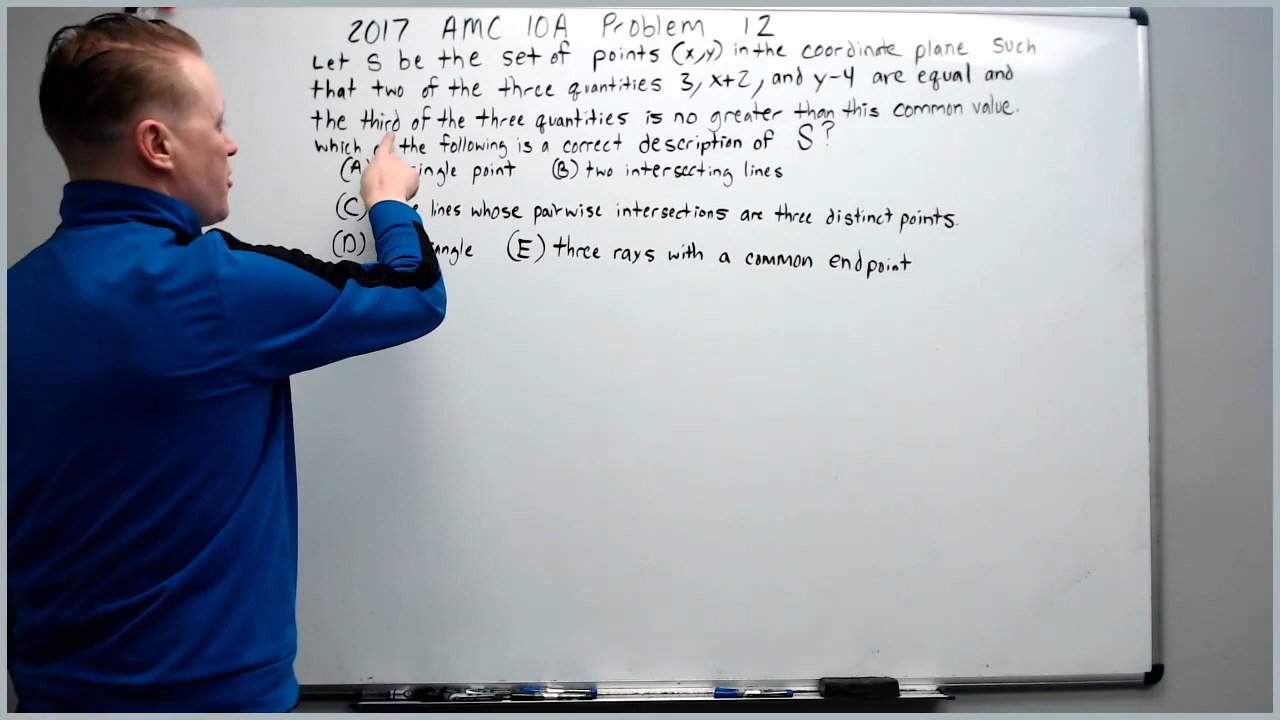 2017 AMC 10A Problem 12
Let S be the set of points (x,y) in the coordinate plane such
that two of the three quantities 3, x+2, and y-4 are equal and
the third of the three quantities is no greater than this common value.
which the following is a correct description of S?
(A) single point (B) two intersecting lines
(C) lines whose pairwise intersections are three distinct points.
(D) (E) three rays with a common endpoint